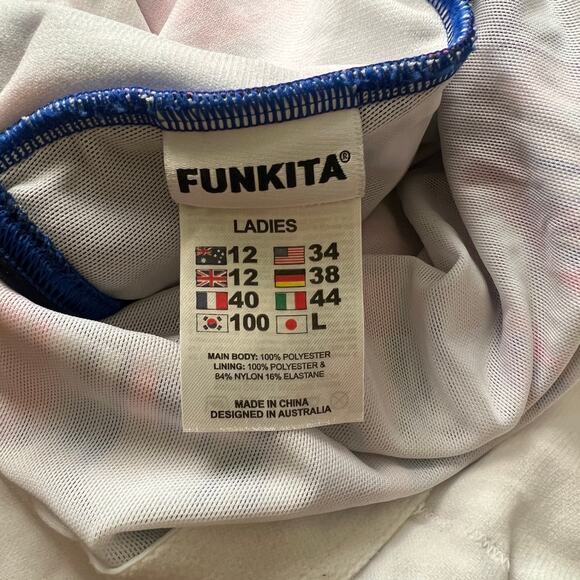 FUNKITA®
LADIES
12 34
12 38
40 44
100 L
MAIN BODY: 100% POLYESTER
LINING: 100% POLYESTER &
84% NYLON 16% ELASTANE
MADE IN CHINA
DESIGNED IN AUSTRALIA